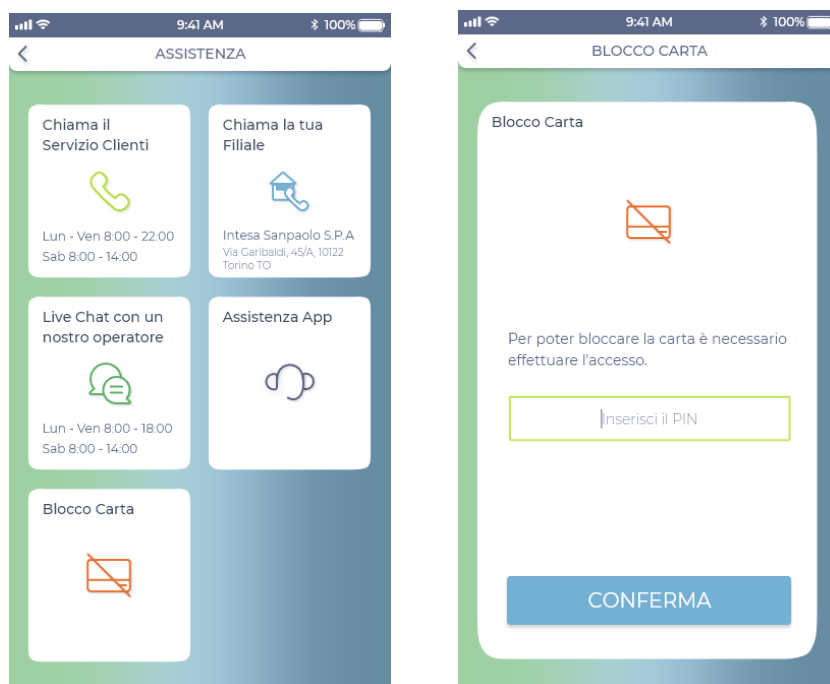 9:41 AM
100%
ASSISTENZA
Chiama il
Servizio Clienti
Lun - Ven 8:00 - 22:00
Sab 8:00 - 14:00
Chiama la tua
Filiale
Intesa Sanpaolo S.P.A
Via Garibaldi, 45/A, 10122
Torino TO
Live Chat con un
nostro operatore
Lun - Ven 8:00 - 18:00
Sab 8:00 - 14:00
Assistenza App
Blocco Carta
9:41 AM
100%
BLOCCO CARTA
Blocco Carta
Per poter bloccare la carta è necessario
effettuare l'accesso.
Inserisci il PIN
CONFERMA